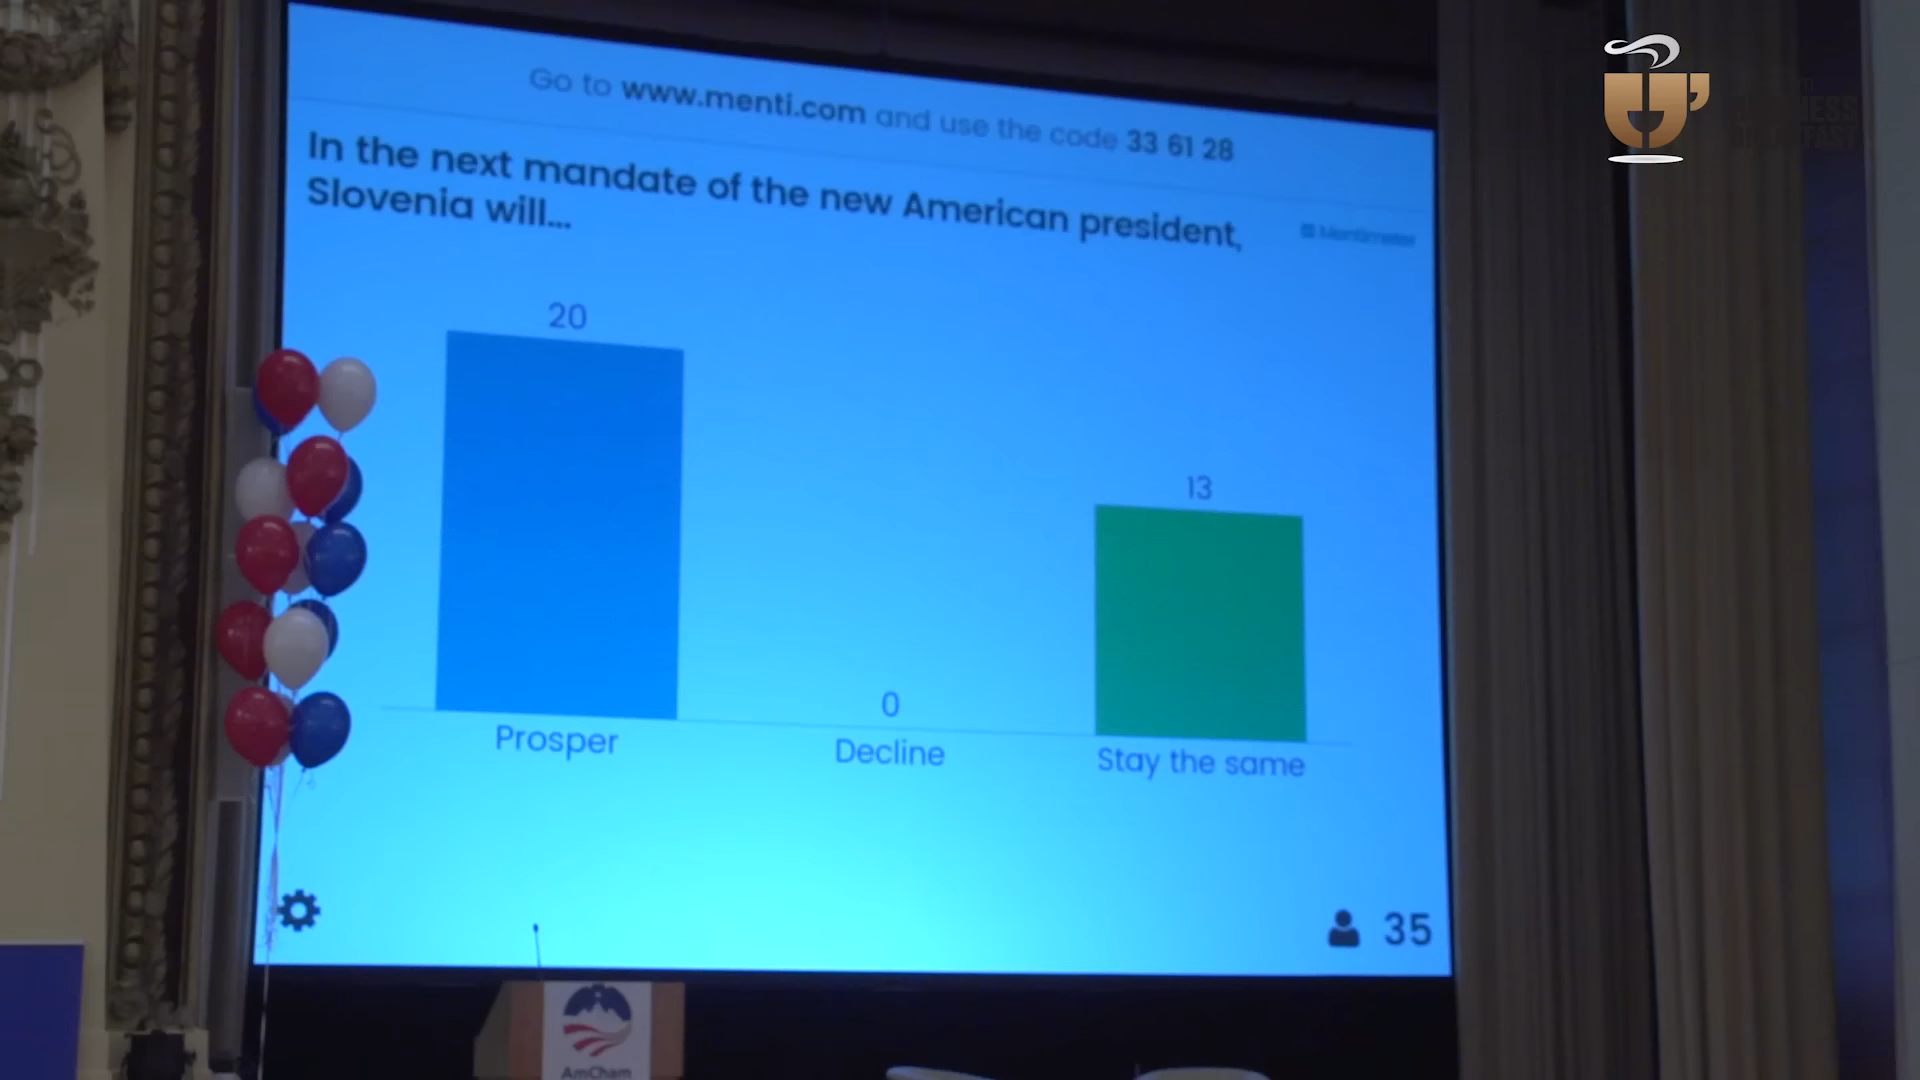 Go to www.menti.com and use the code 33 61 28
In the next mandate of the new American president,
Slovenia will...
Mentimeter
20
0
13
Prosper
Decline
Stay the same
35
AmCham